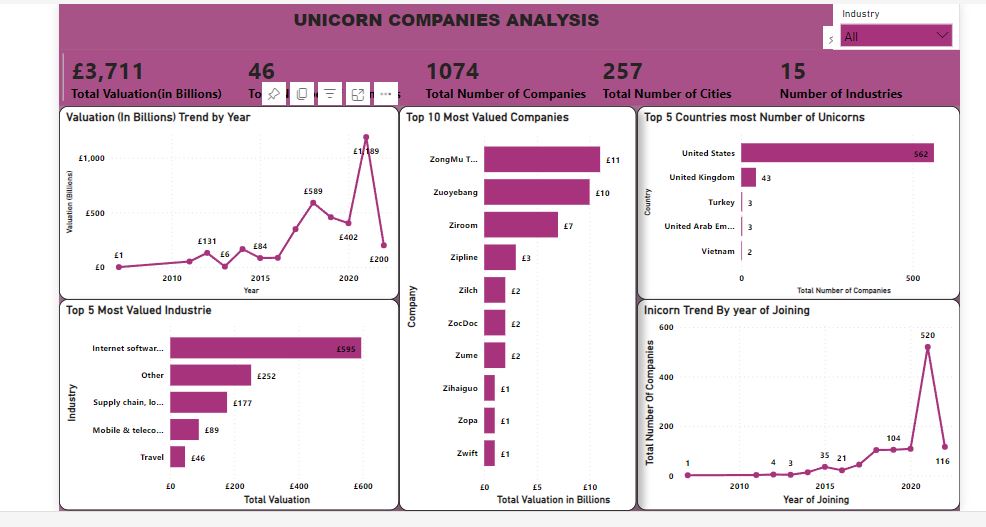 UNICORN COMPANIES ANALYSIS
Industry
All
£3,711
Total Valuation(in Billions)
46
1074
Total Number of Companies
257
Total Number of Cities
15
Number of Industries
Valuation (In Billions) Trend by Year
Valuation (Billions)
£1,000
£500
£0
£1
£131
£6
£84
£589
£402
£1,189
£200
2010
2015
2020
Year
Top 5 Most Valued Industrie
Industry
Internet softwar...
£595
Other
£252
Supply chain, lo...
£177
Mobile & teleco...
£89
Travel
£46
£0
£200
£400
£600
Total Valuation
Top 10 Most Valued Companies
Company
ZongMu T...
£11
Zuoyebang
£10
Ziroom
£7
Zipline
£3
Zilch
£2
ZocDoc
£2
Zume
£2
Zihaiguo
£1
Zopa
£1
Zwift
£1
£0
£5
£10
Total Valuation in Billions
Top 5 Countries most Number of Unicorns
Country
United States
562
United Kingdom
43
Turkey
3
United Arab Em...
3
Vietnam
2
0
500
Total Number of Companies
Inicorn Trend By year of Joining
Total Number Of Companies
600
400
200
0
1
4
3
35
21
104
520
116
2010
2020
Year of Joining